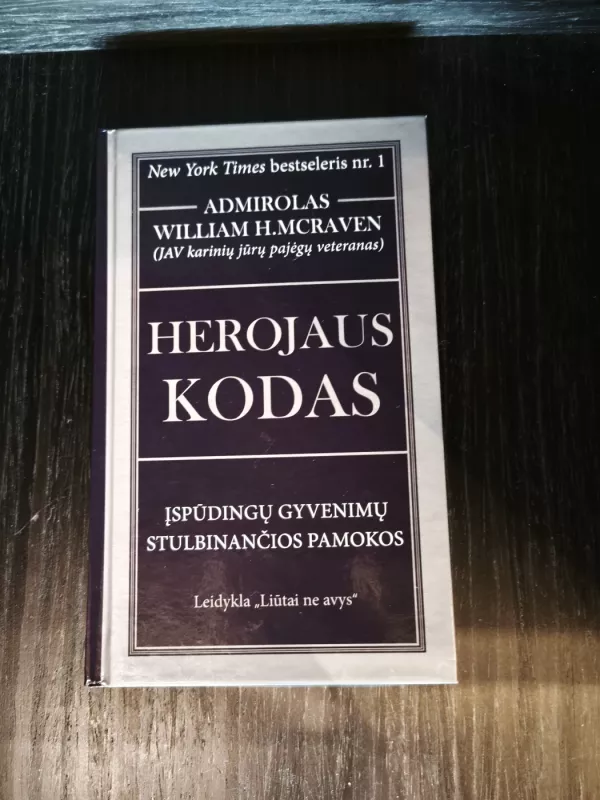 New York Times bestseleris nr. 1
ADMIROLAS
WILLIAM H.MCRAVEN
(JAV karinių jūrų pajėgų veteranas)
HEROJAUS
KODAS
ĮSPŪDINGŲ GYVENIMŲ
STULBINANČIOS PAMOKOS
Leidykla „Liūtai ne avys“